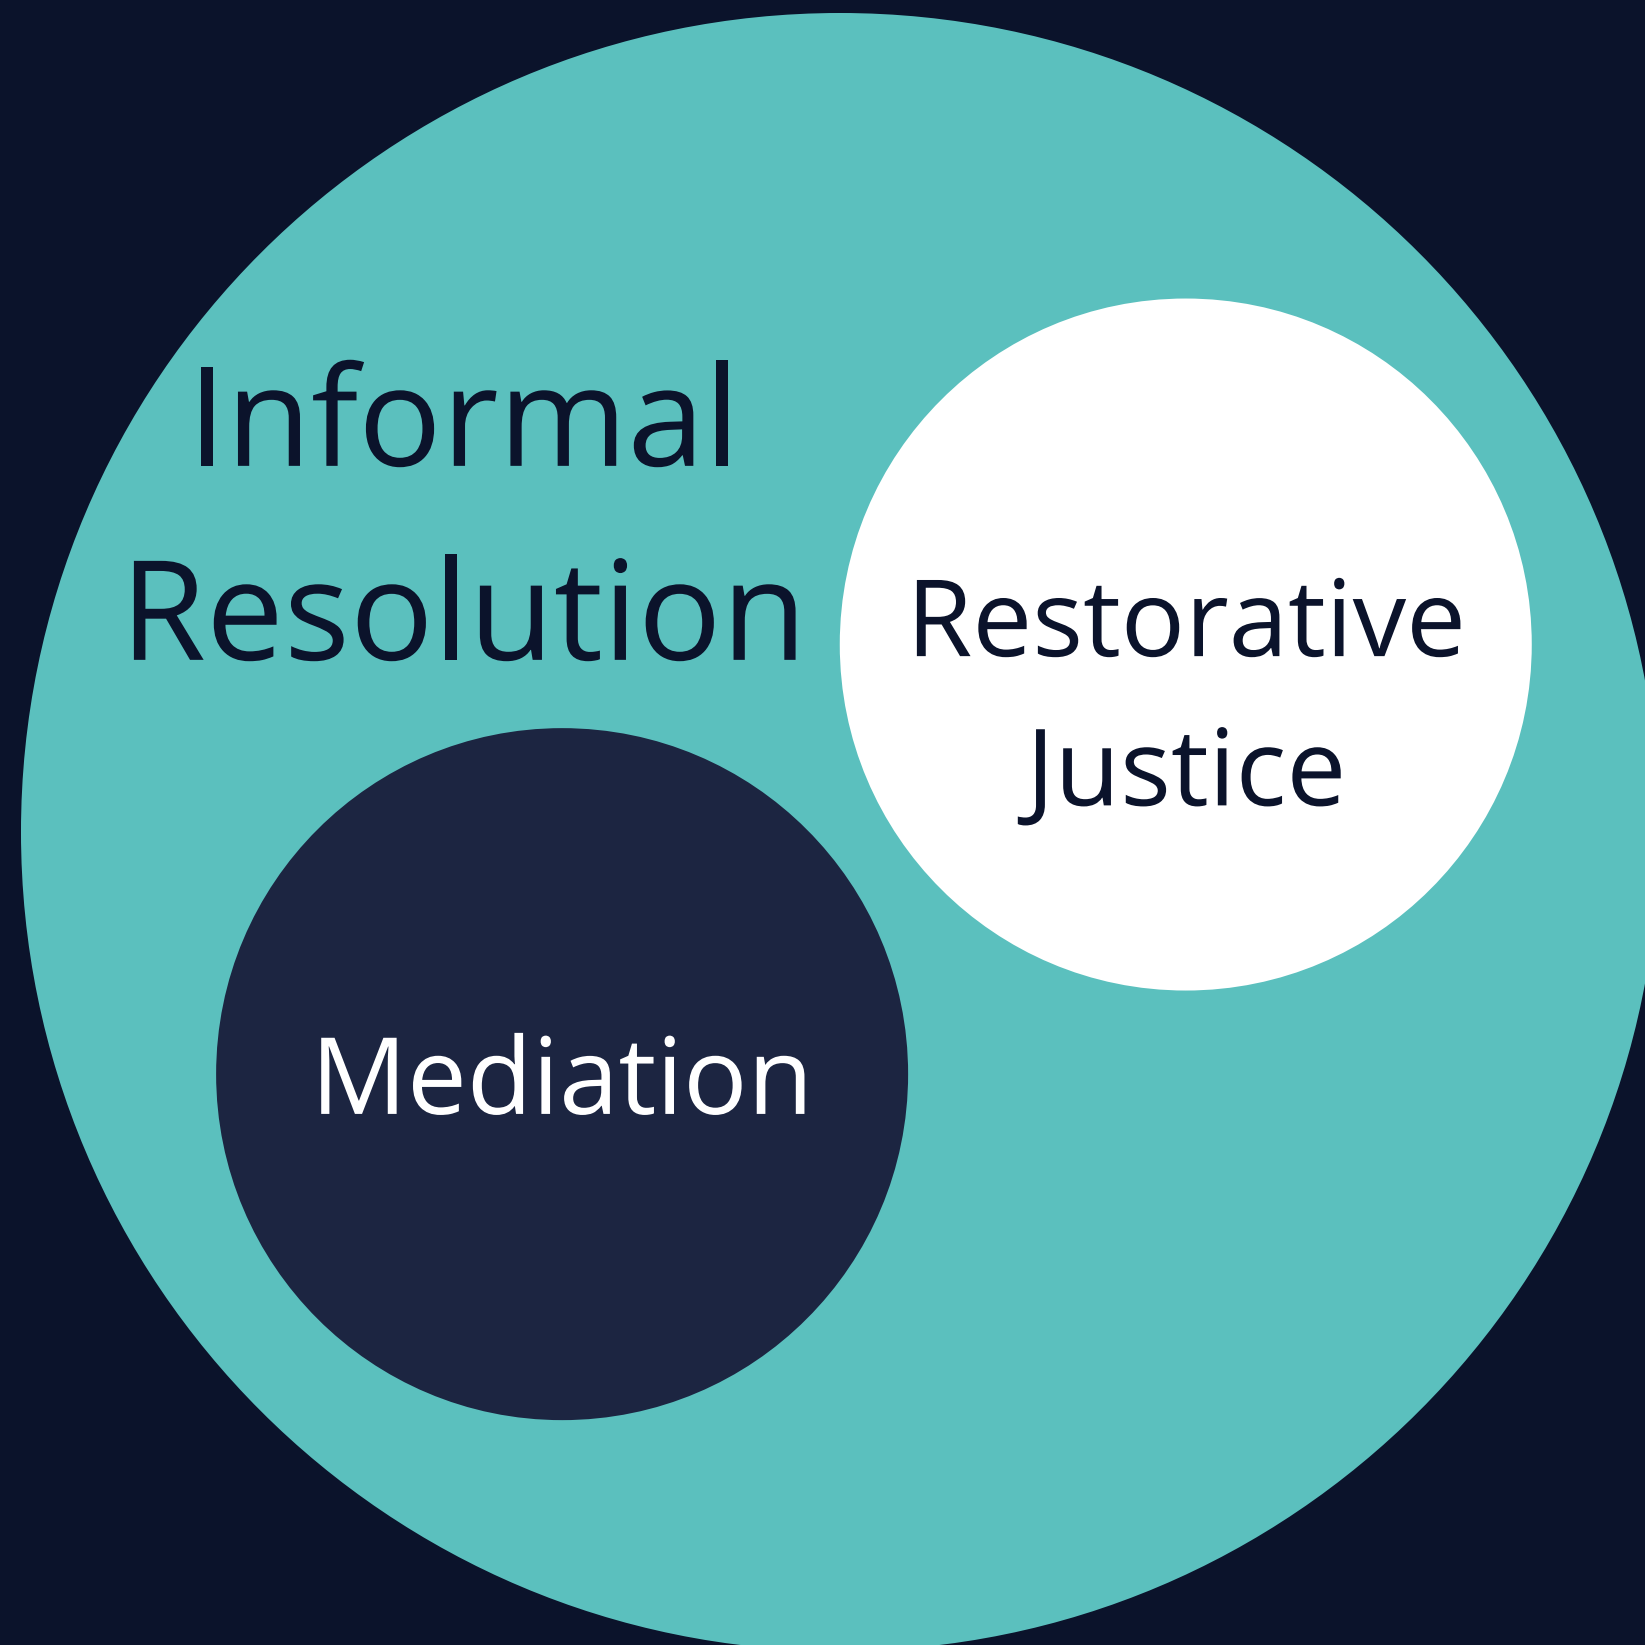 Informal
Resolution
Restorative
Justice
Mediation